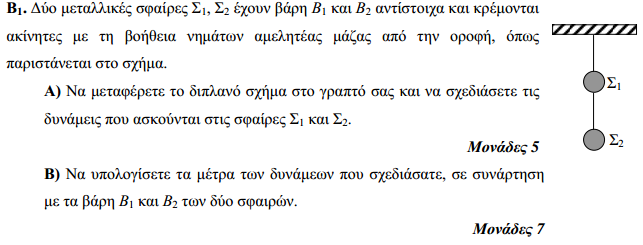 Β1. Δύο μεταλλικές σφαίρες Σ1, Σ2 έχουν βάρη Β1 και Β2 αντίστοιχα και κρέμονται
ακίνητες με τη βοήθεια νημάτων αμελητέας μάζας από την οροφή, όπως
παριστάνεται στο σχήμα.
Α) Να μεταφέρετε το διπλανό σχήμα στο γραπτό σας και να σχεδιάσετε τις
δυνάμεις που ασκούνται στις σφαίρες Σ1 και Σ2.
Μονάδες 5
Β) Να υπολογίσετε τα μέτρα των δυνάμεων που σχεδιάσατε, σε συνάρτηση
με τα βάρη Β1 και Β2 των δύο σφαιρών.
Μονάδες 7
Σ1
Σ2